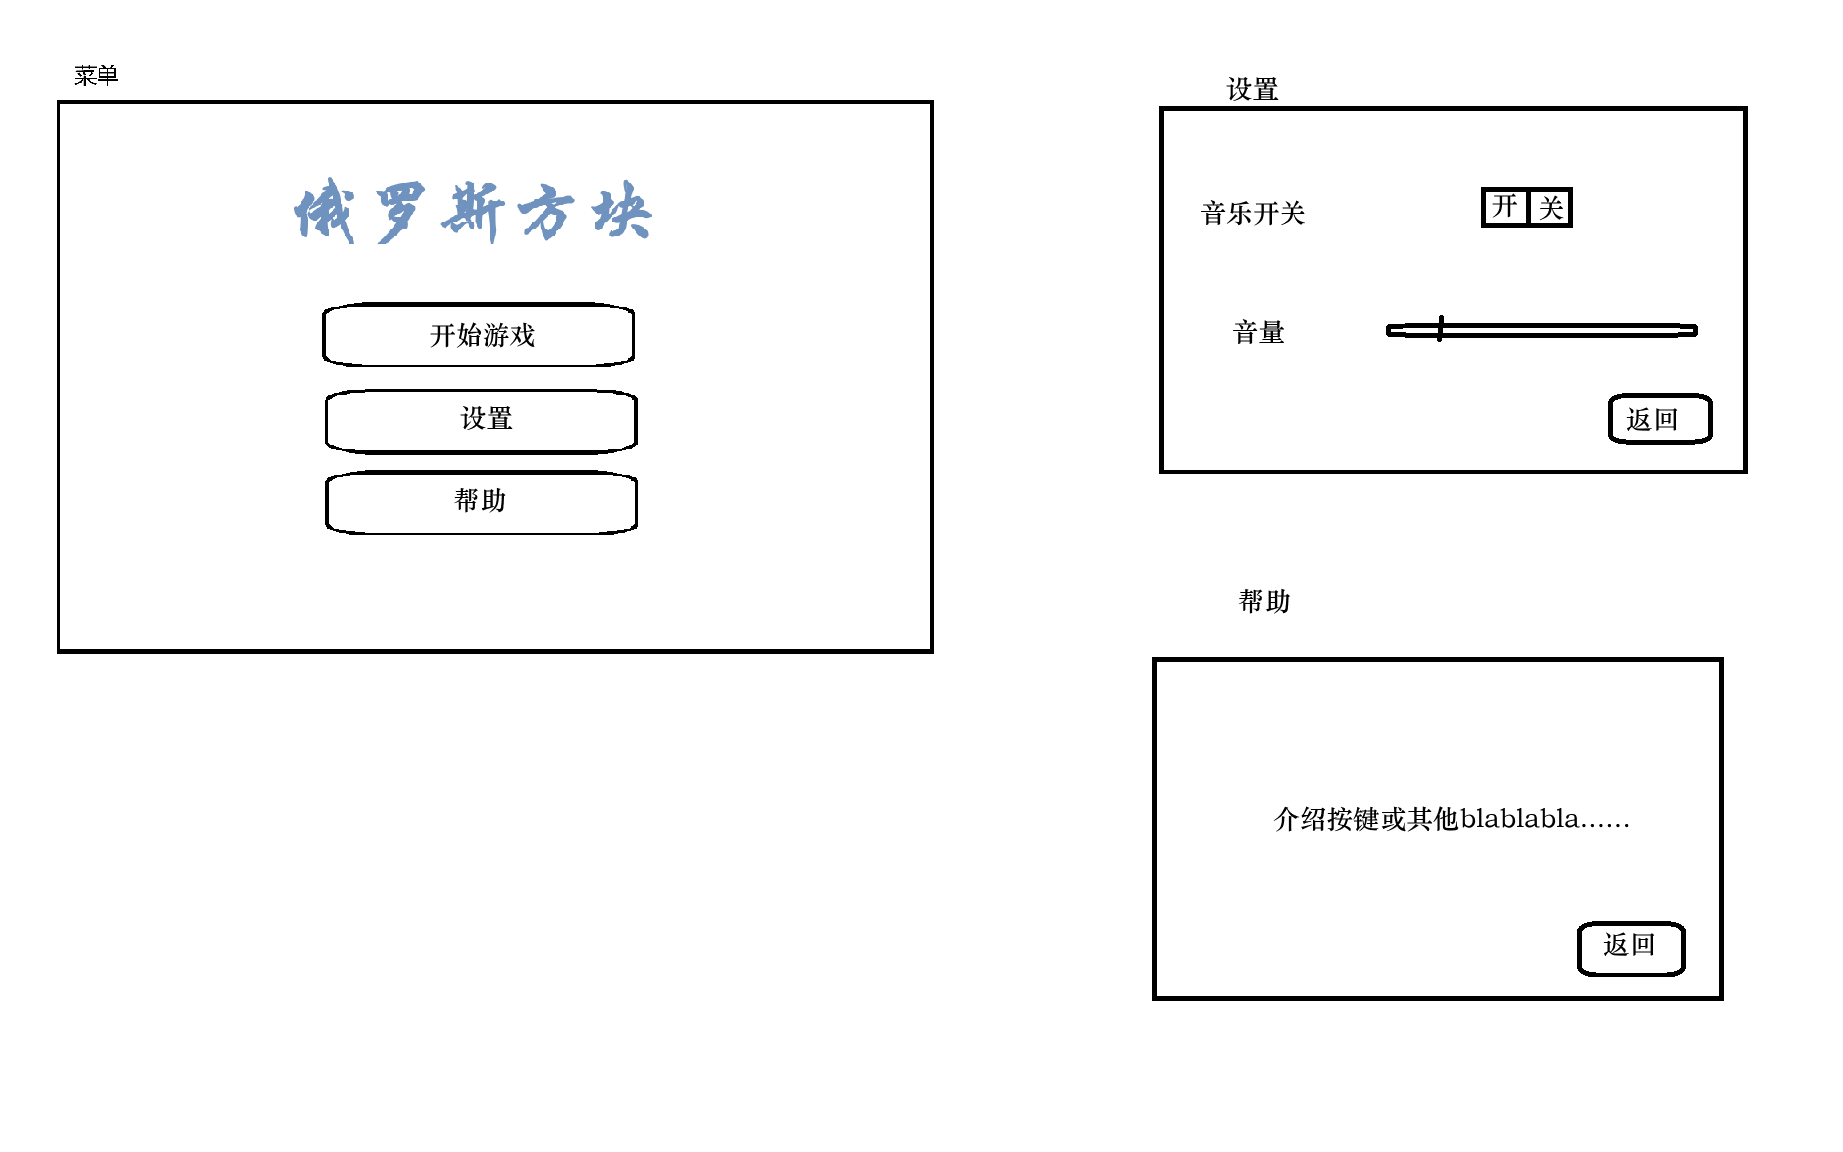 菜单
俄罗斯方块
开始游戏
设置
帮助
设置
音乐开关 开 关
音量
返回
帮助
介绍按键或其他blablabla......
返回